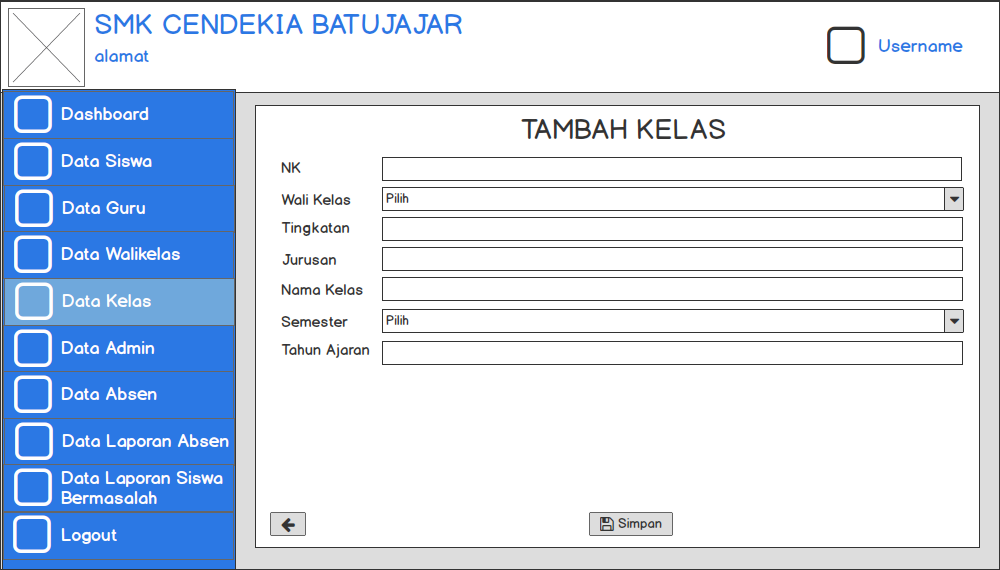 SMK CENDEKIA BATUJAJAR
alamat
Username
Dashboard
Data Siswa
Data Guru
Data Walikelas
Data Kelas
Data Admin
Data Absen
Data Laporan Absen
Data Laporan Siswa
Bermasalah
Logout
TAMBAH KELAS
NK
Wali Kelas Pilih
Tingkatan
Jurusan
Nama Kelas
Semester Pilih
Tahun Ajaran
Simpan